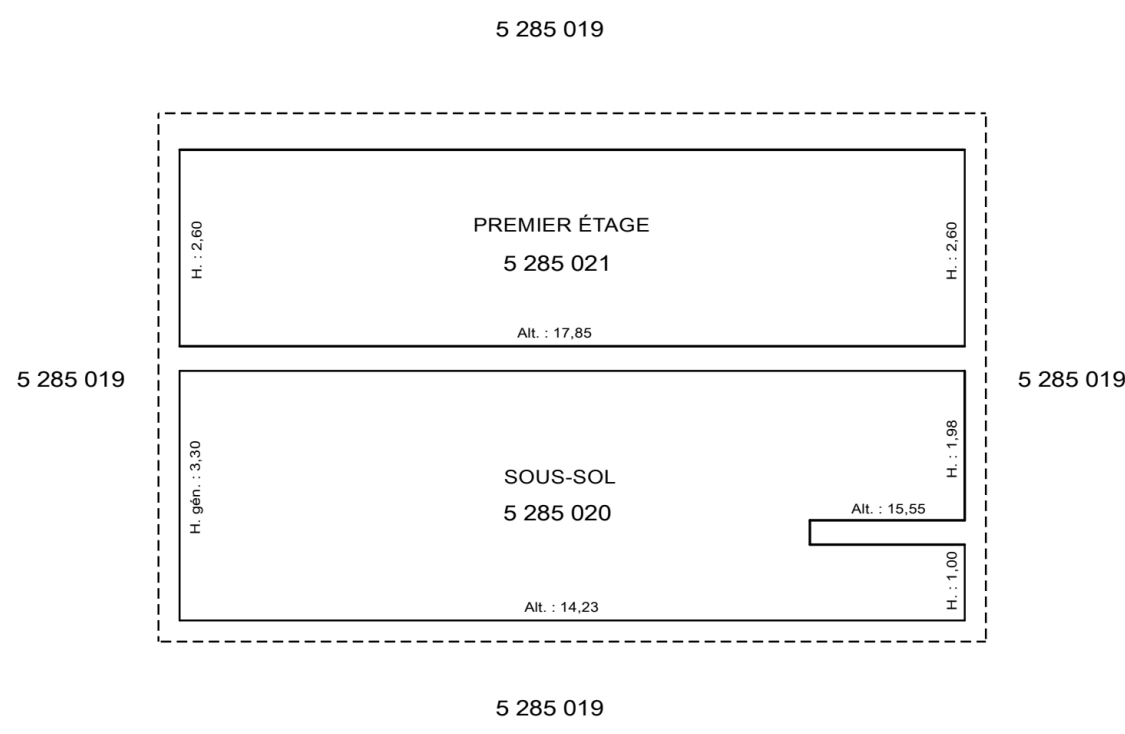 5 285 019
PREMIER ÉTAGE
5 285 021
H. : 2,60
H. : 2,60
Alt. : 17,85
5 285 019
5 285 019
H. gén. : 3,30
SOUS-SOL
5 285 020
H. : 1,98
Alt. : 15,55
H. : 1,00
Alt. : 14,23
5 285 019